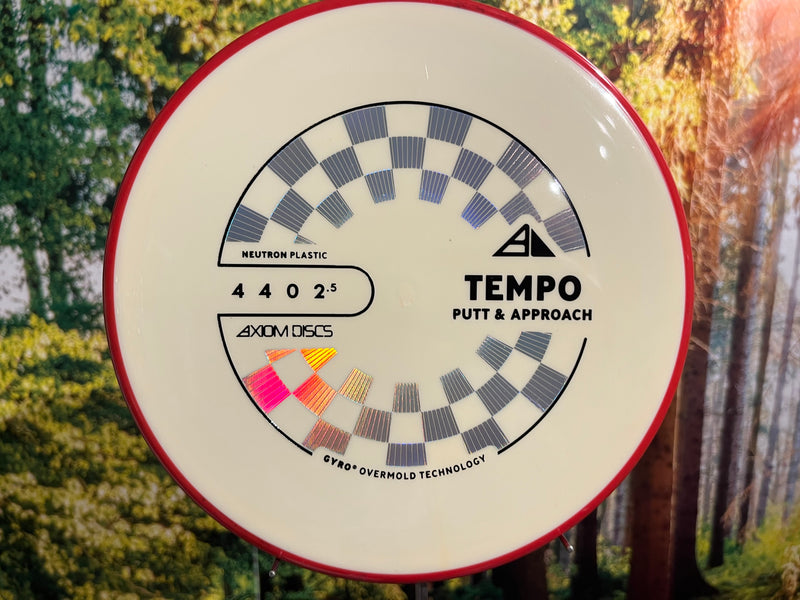 NEUTRON PLASTIC
4 4 0 2.5
AXIOM DISCS
TEMPO
PUTT & APPROACH
GYRO® OVERMOLD TECHNOLOGY